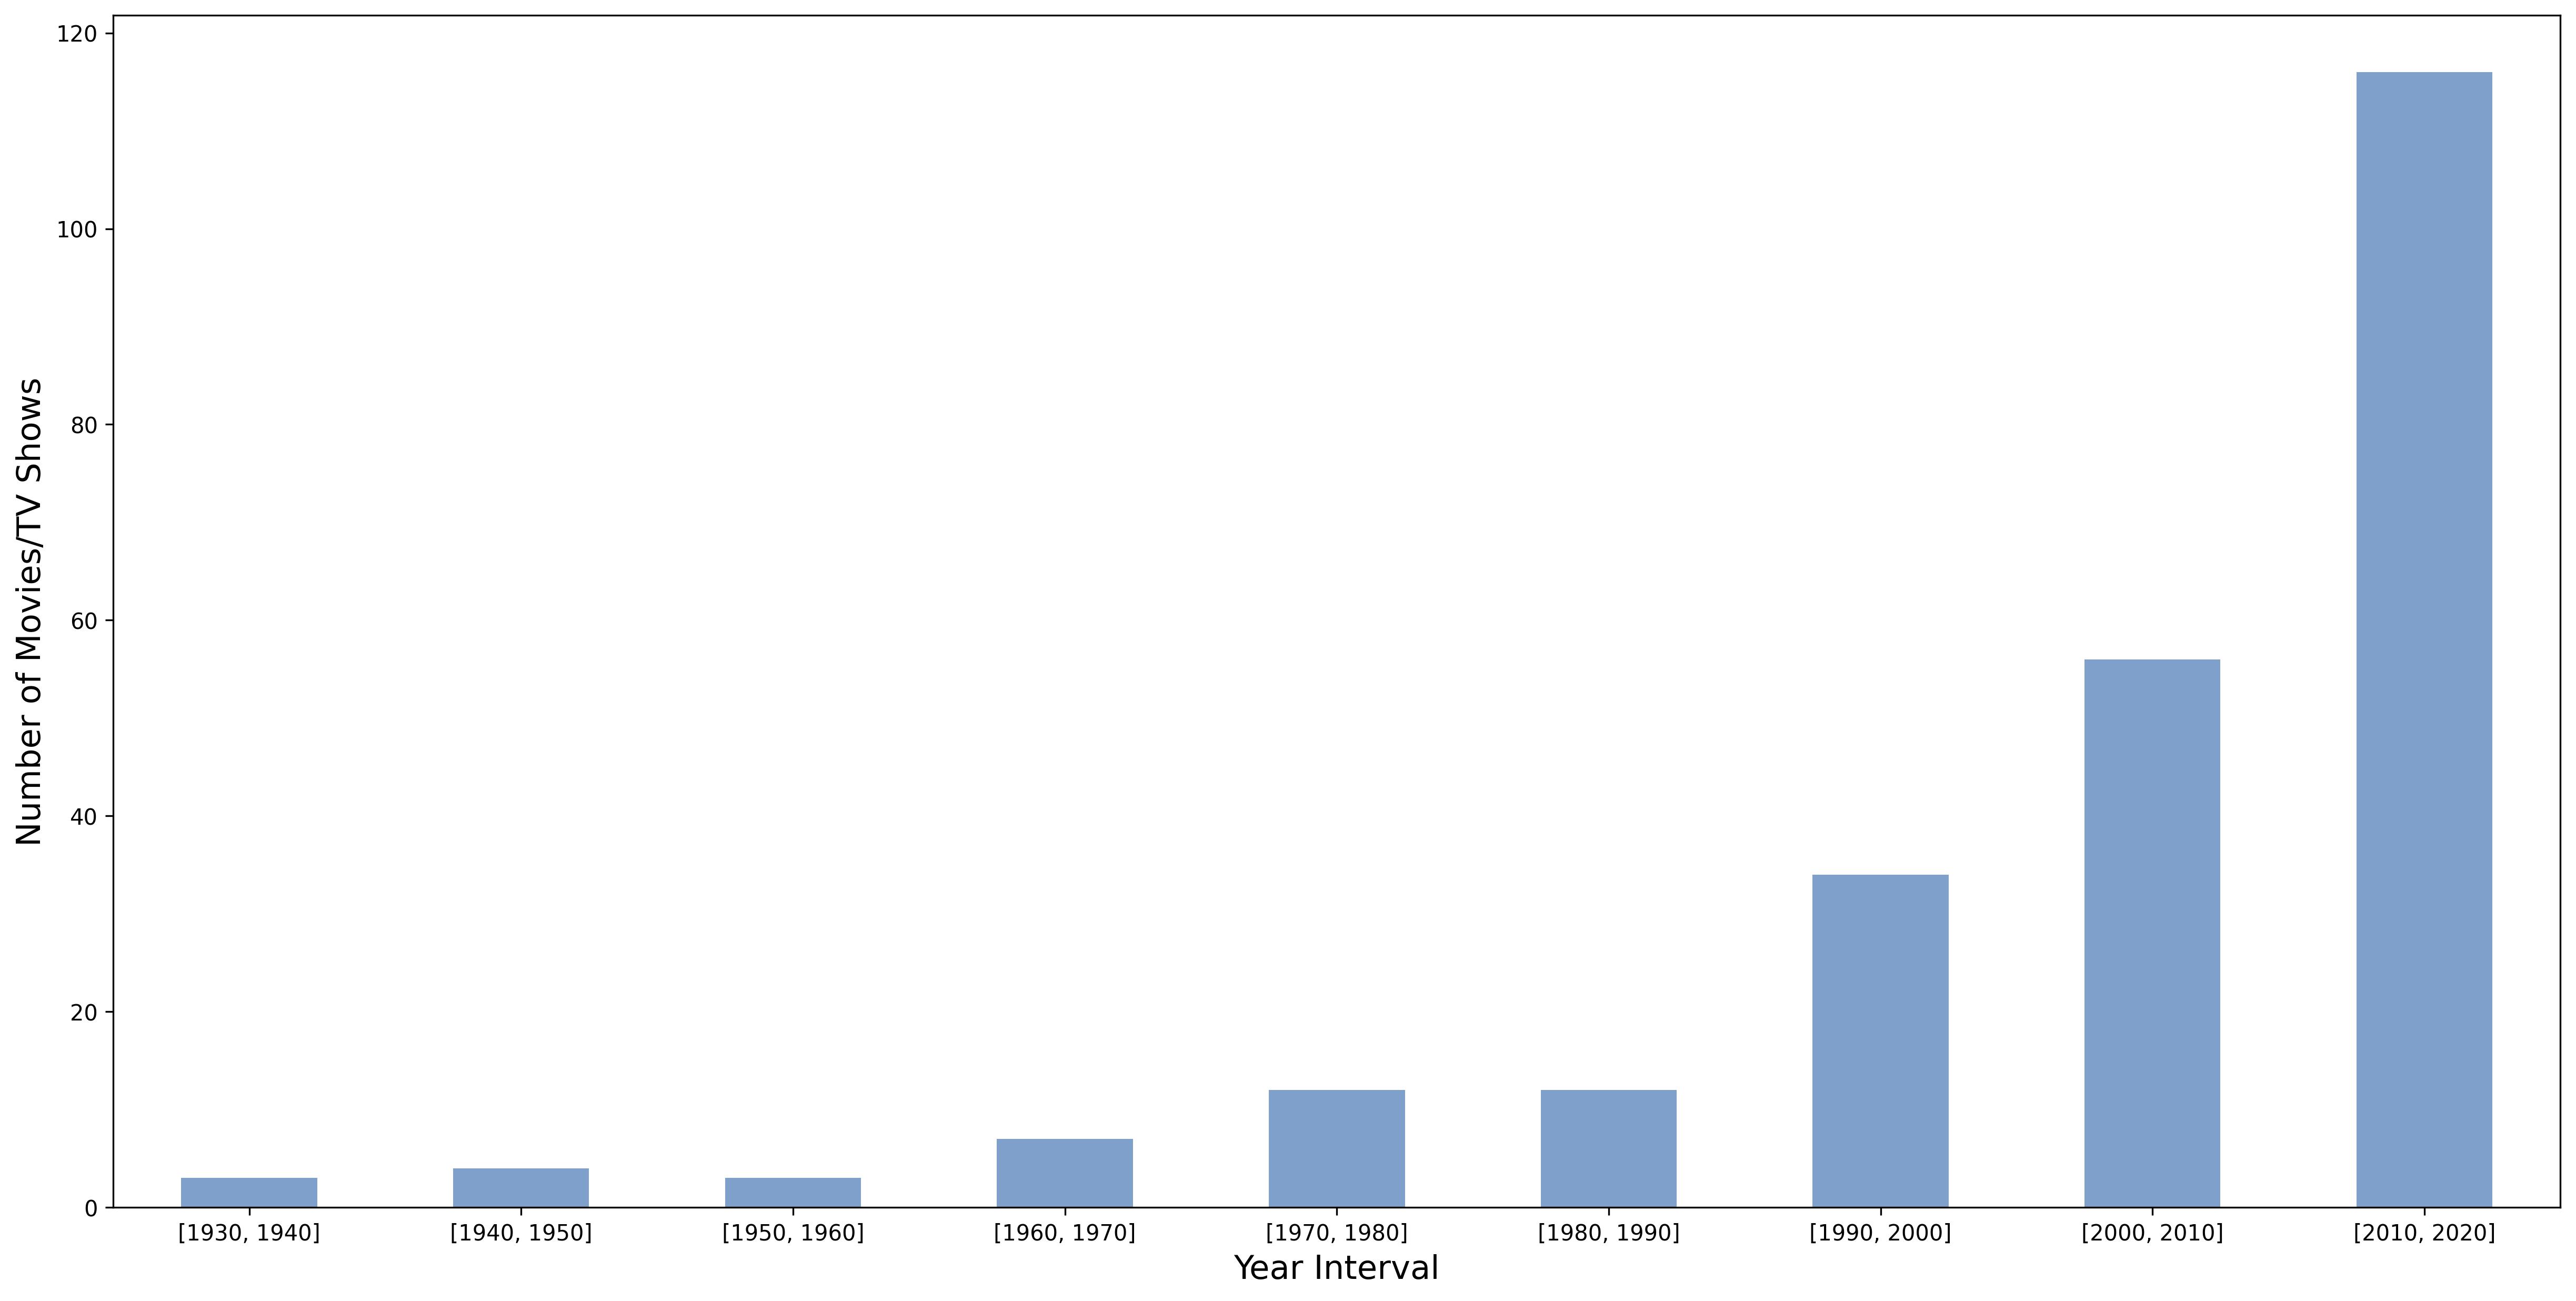 120
100
80
60
40
20
0
Number of Movies/TV Shows
[1930, 1940] [1940, 1950] [1950, 1960] [1960, 1970] [1970, 1980] [1980, 1990] [1990, 2000] [2000, 2010] [2010, 2020]
Year Interval